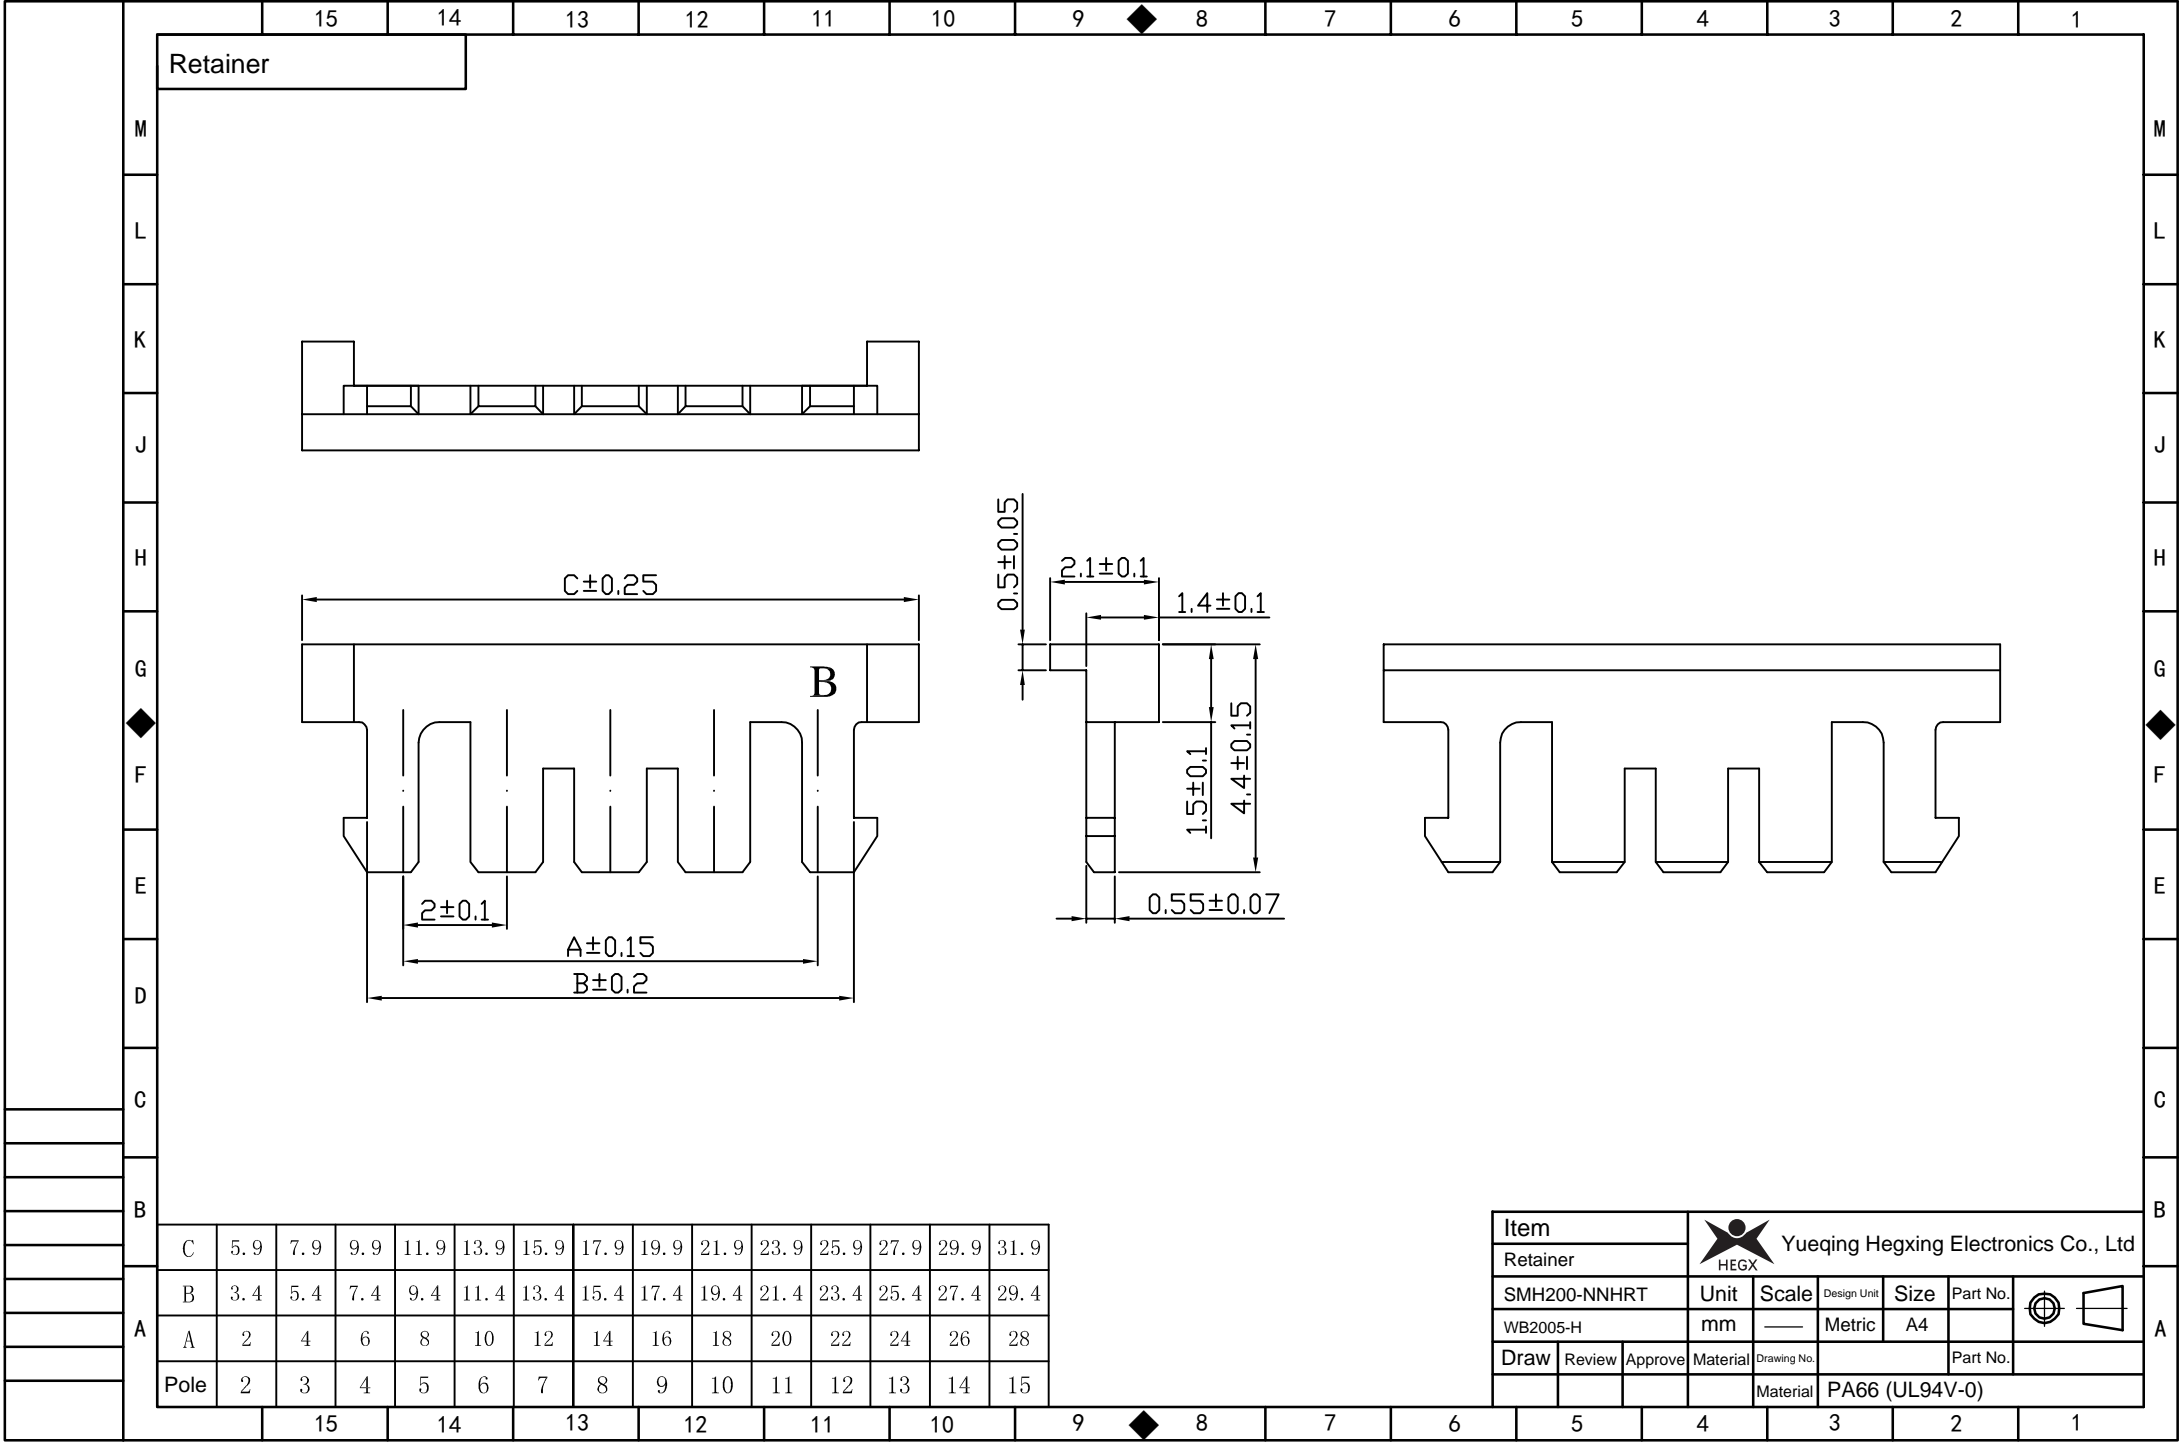 15 14 13 12 11 10 9 8 7 6 5 4 3 2 1
Retainer
M M
L L
K K
J J
H H
G G
F F
E E
D
C C
B B
A A
0.5±0.05
2.1±0.1
C±0.25
1.4±0.1
B
1.5±0.1
4.4±0.15
2±0.1
0.55±0.07
A±0.15
B±0.2
C 5.9 7.9 9.9 11.9 13.9 15.9 17.9 19.9 21.9 23.9 25.9 27.9 29.9 31.9
B 3.4 5.4 7.4 9.4 11.4 13.4 15.4 17.4 19.4 21.4 23.4 25.4 27.4 29.4
A 2 4 6 8 10 12 14 16 18 20 22 24 26 28
Pole 2 3 4 5 6 7 8 9 10 11 12 13 14 15
Item
Retainer
HEGX
Yueqing Hegxing Electronics Co., Ltd
SMH200-NNHRT Unit Scale Design Unit Size Part No.
WB2005-H mm —— Metric A4
Draw Review Approve Material Drawing No. Part No.
Material PA66 (UL94V-0)
15 14 13 12 11 10 9 8 7 6 5 4 3 2 1